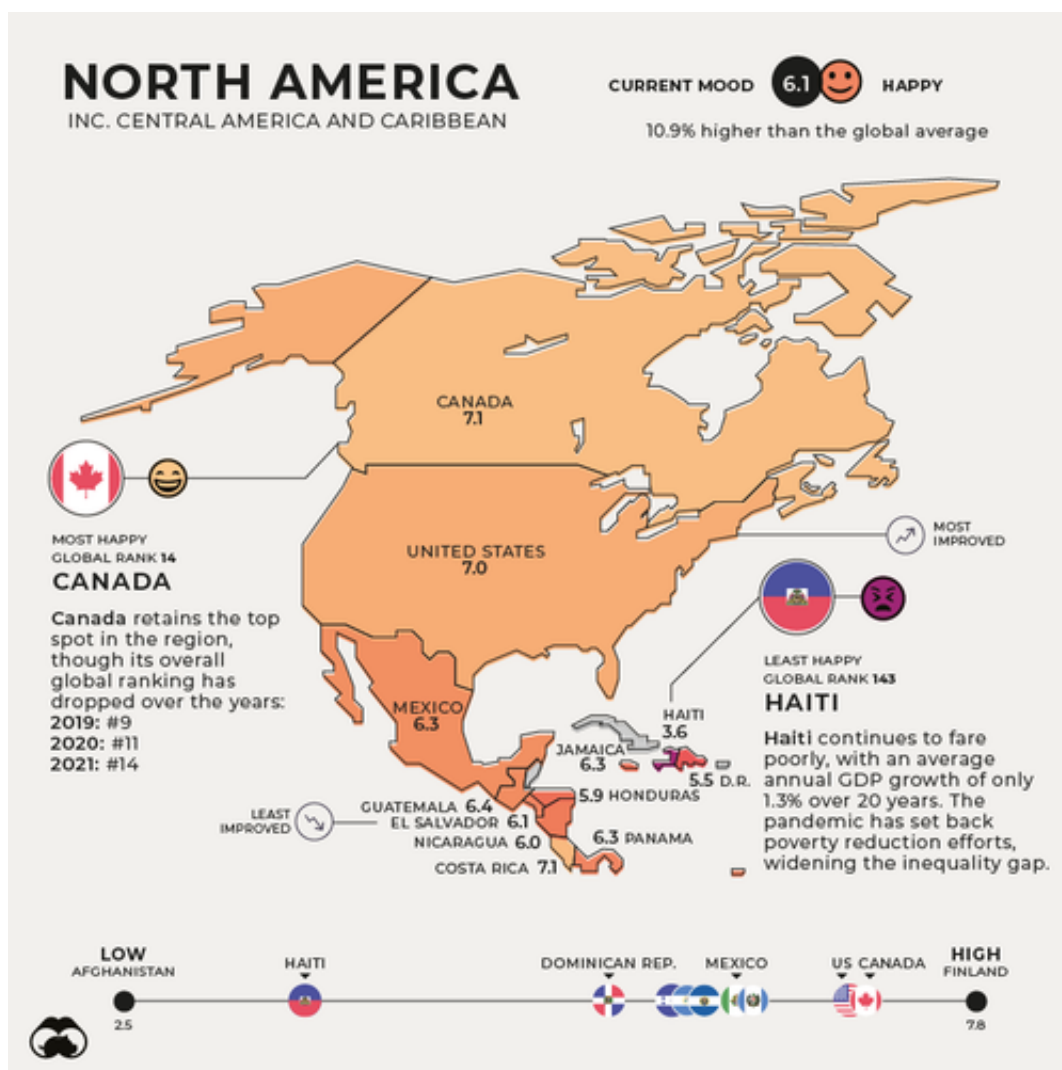 NORTH AMERICA
INC. CENTRAL AMERICA AND CARIBBEAN
CURRENT MOOD 6.1 HAPPY
10.9% higher than the global average
CANADA
7.1
MOST HAPPY
GLOBAL RANK 14
CANADA
Canada retains the top
spot in the region,
though its overall
global ranking has
dropped over the years:
2019: #9
2020: #11
2021: #14
UNITED STATES
7.0
MOST
IMPROVED
LEAST HAPPY
GLOBAL RANK 143
HAITI
Haiti continues to fare
poorly, with an average
annual GDP growth of only
1.3% over 20 years. The
pandemic has set back
poverty reduction efforts,
widening the inequality gap.
MEXICO
6.3
HAITI
3.6
JAMAICA
6.3
5.5 D.R.
5.9 HONDURAS
GUATEMALA 6.4
LEAST
IMPROVED
EL SALVADOR 6.1
NICARAGUA 6.0
6.3 PANAMA
COSTA RICA 7.1
LOW
AFGHANISTAN
2.5
HAITI
DOMINICAN REP.
MEXICO
US
CANADA
HIGH
FINLAND
7.8